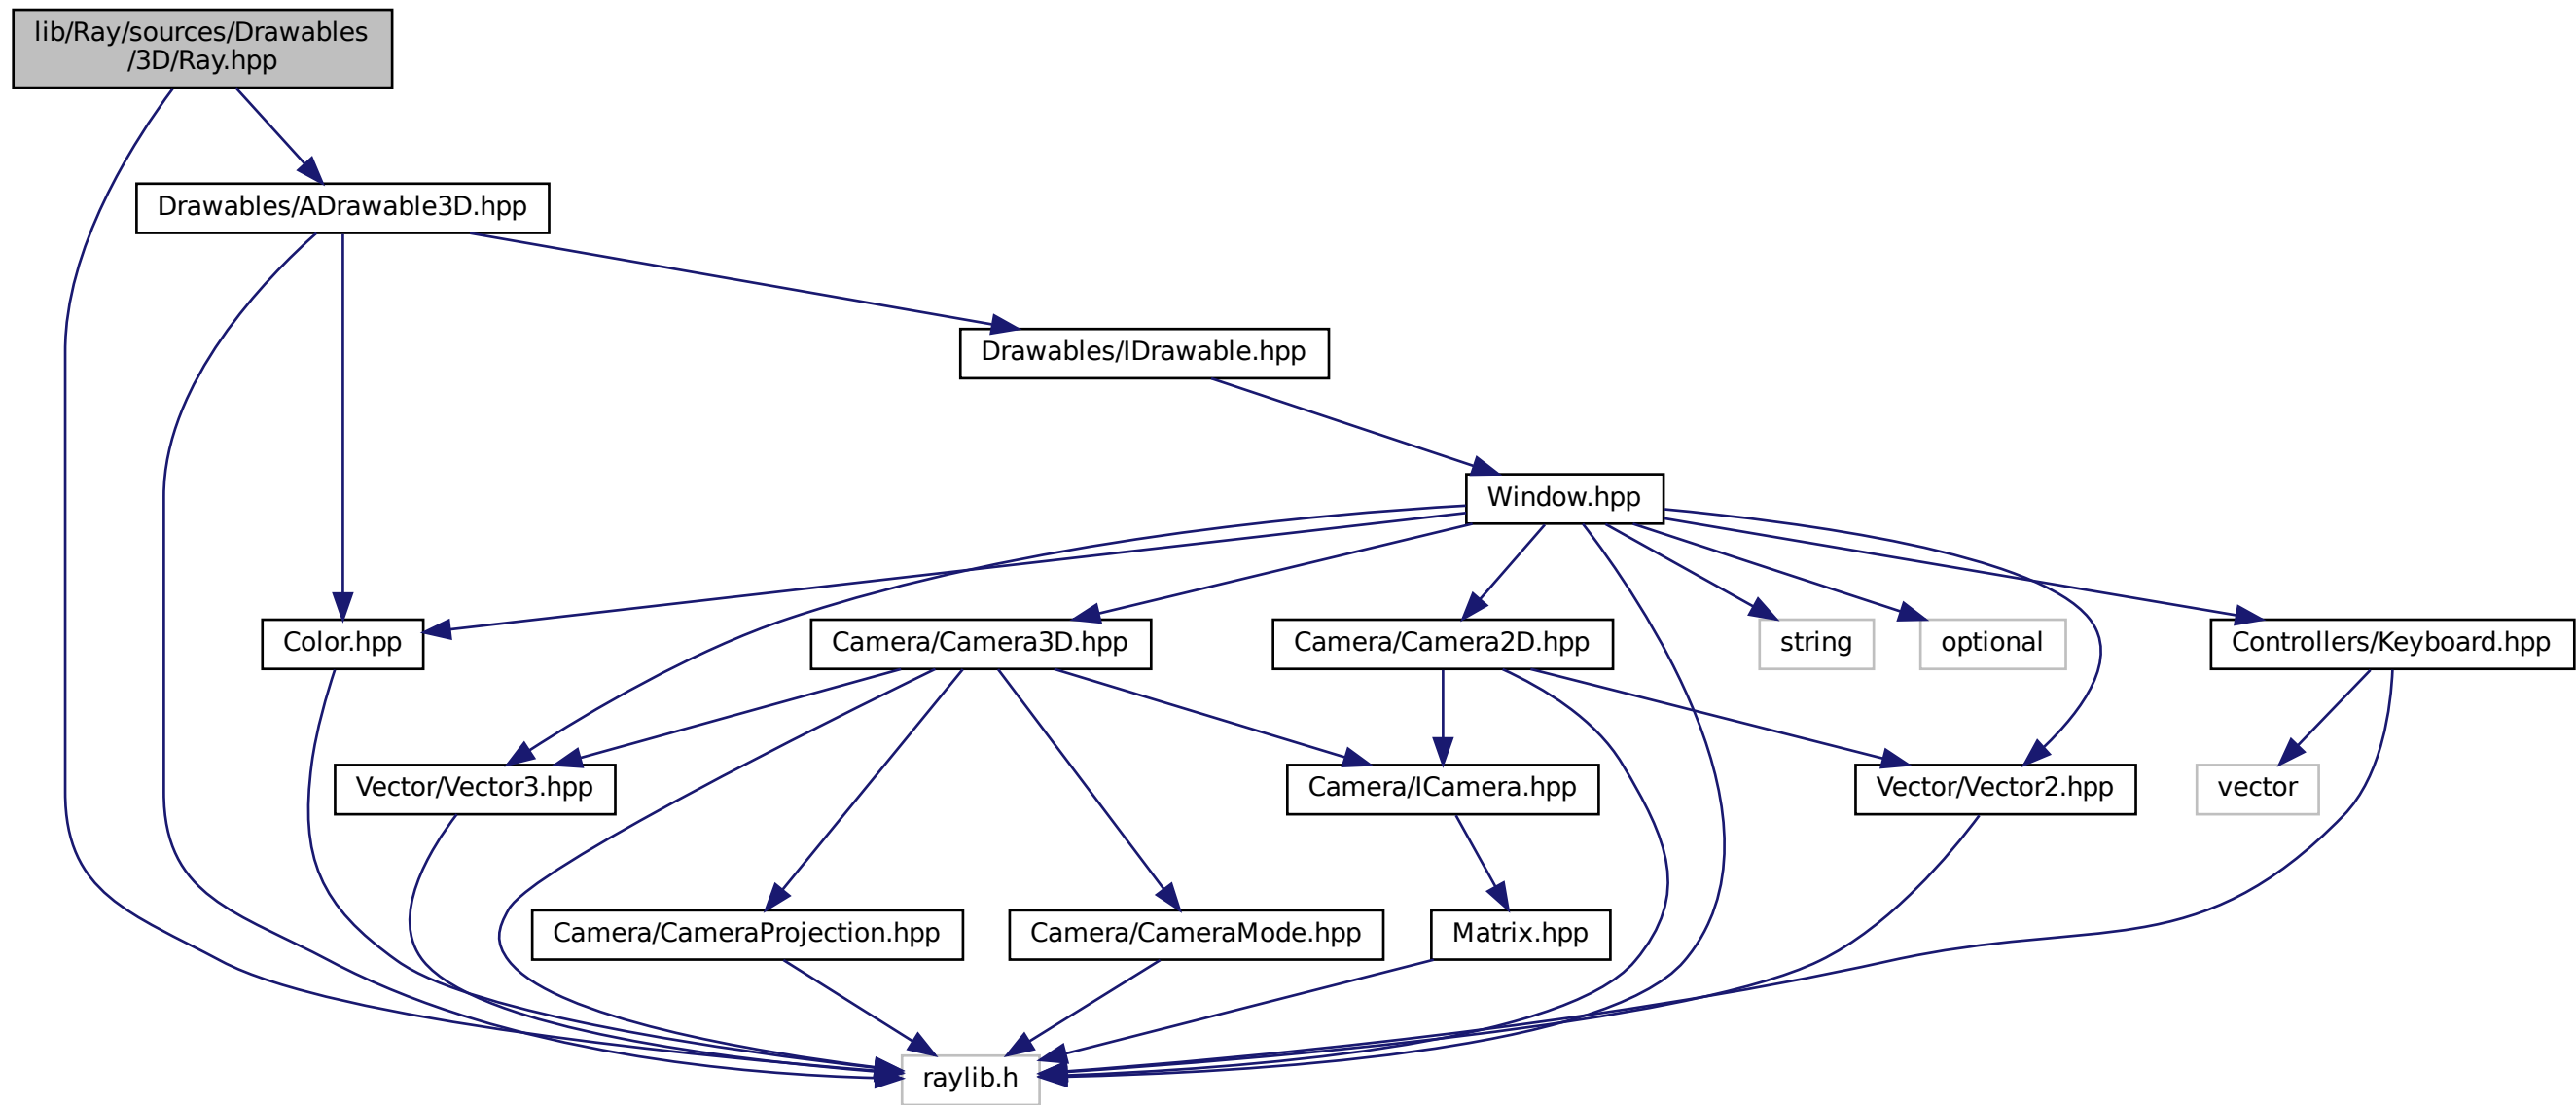 lib/Ray/sources/Drawables
/3D/Ray.hpp
Drawables/ADrawable3D.hpp
Drawables/IDrawable.hpp
Window.hpp
Color.hpp
Camera/Camera3D.hpp
Camera/Camera2D.hpp
string
optional
Controllers/Keyboard.hpp
Vector/Vector3.hpp
Camera/ICamera.hpp
Vector/Vector2.hpp
vector
Camera/CameraProjection.hpp
Camera/CameraMode.hpp
Matrix.hpp
raylib.h